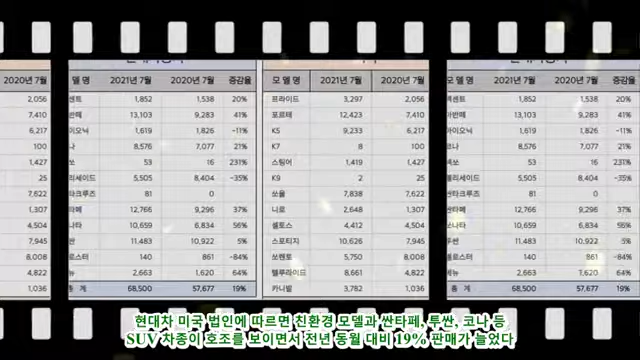 2020년 7월
2,056
7,410
6,217
100
1,427
25
7,622
1,307
4,504
7,945
8,008
4,822
1,036
델 명 2021년 7월 2020년 7월 증감율
센트 1,852 1,538 20%
반떼 13,103 9,283 41%
이오닉 1,619 1,826 -11%
나 8,576 7,077 21%
쏘 53 16 231%
리세이드 5,505 8,404 -35%
타크루즈 81 0
타페 12,766 9,296 37%
나타 10,659 6,834 56%
싼 11,483 10,922 5%
로스터 140 861 -84%
뉴 2,663 1,620 64%
총 계 68,500 57,677 19%
모 델 명 2021년 7월 2020년 7월
프라이드 3,297 2,056
포르테 12,423 7,410
K5 9,233 6,217
K7 8 100
스팅어 1,419 1,427
K9 2 25
쏘울 7,838 7,622
니로 2,648 1,307
셀토스 4,412 4,504
스포티지 10,626 7,945
쏘렌토 5,750 8,008
텔루라이드 8,661 4,822
카니발 3,782 1,036
모 델 명 2021년 7월 2020년 7월 증감율
엑센트 1,852 1,538 20%
아반떼 13,103 9,283 41%
아이오닉 1,619 1,826 -11%
코나 8,576 7,077 21%
넥쏘 53 16 231%
팰리세이드 5,505 8,404 -35%
싼타크루즈 81 0
싼타페 12,766 9,296 37%
쏘나타 10,659 6,834 56%
투싼 11,483 10,922 5%
벨로스터 140 861 -84%
베뉴 2,663 1,620 64%
총 계 68,500 57,677 19%
현대차 미국 법인에 따르면 친환경 모델과 싼타페, 투싼, 코나 등
SUV 차종이 호조를 보이면서 전년 동월 대비 19% 판매가 늘었다